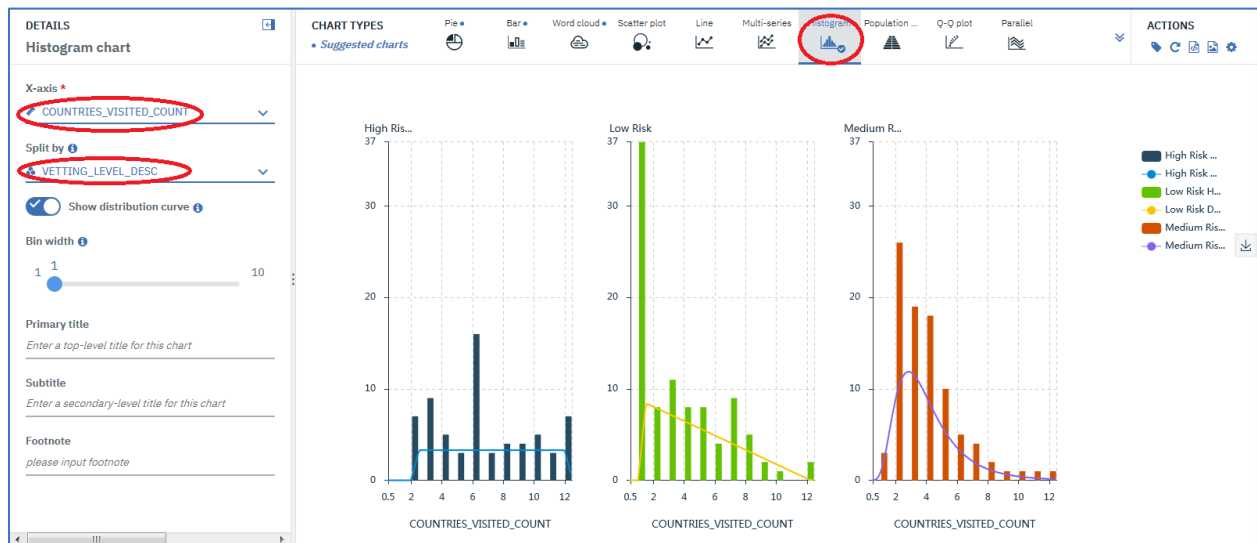 DETAILS
Histogram chart
X-axis *
COUNTRIES_VISITED_COUNT
Split by
VETTING_LEVEL_DESC
Show distribution curve
Bin width
1 1 10
Primary title
Enter a top-level title for this chart
Subtitle
Enter a secondary-level title for this chart
Footnote
please input footnote
CHART TYPES
• Suggested charts
Pie •
Bar •
Word cloud •
Scatter plot
Line
Multi-series
Histogram
Population ...
Q-Q plot
Parallel
ACTIONS
High Ris...
37
30
20
10
0
0.5 2 4 6 8 10 12
COUNTRIES_VISITED_COUNT
Low Risk
37
30
20
10
0
0.5 2 4 6 8 10 12
COUNTRIES_VISITED_COUNT
Medium R...
37
30
20
10
0
0.5 2 4 6 8 10 12
COUNTRIES_VISITED_COUNT
High Risk ...
High Risk ...
Low Risk H...
Low Risk D...
Medium Ris...
Medium Ris...